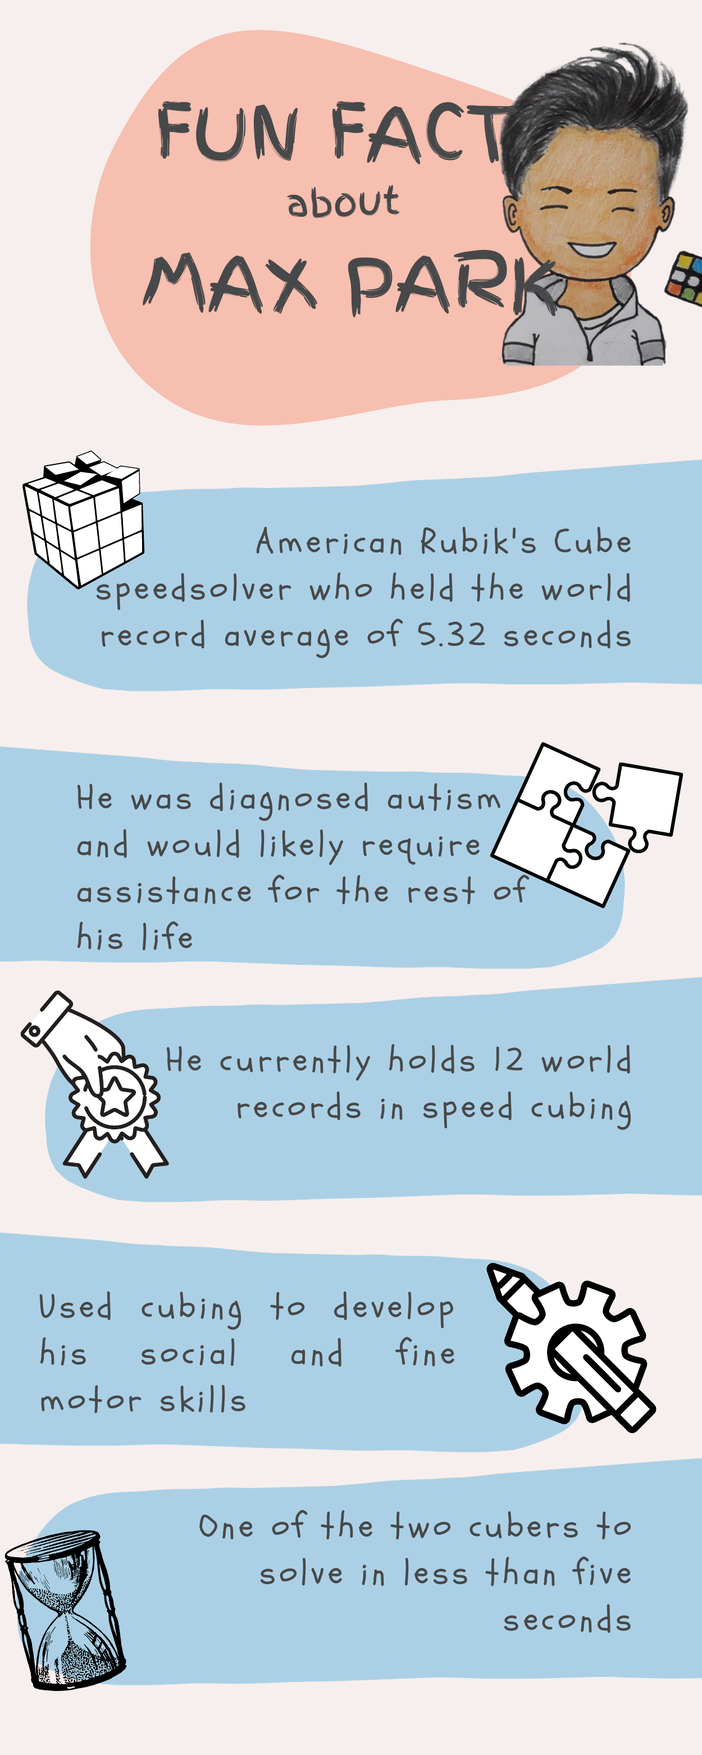 FUN FACT
about
MAX PARK
American Rubik's Cube
speedsolver who held the world
record average of 5.32 seconds
He was diagnosed autism
and would likely require
assistance for the rest of
his life
He currently holds 12 world
records in speed cubing
Used cubing to develop
his social and fine
motor skills
One of the two cubers to
solve in less than five
seconds